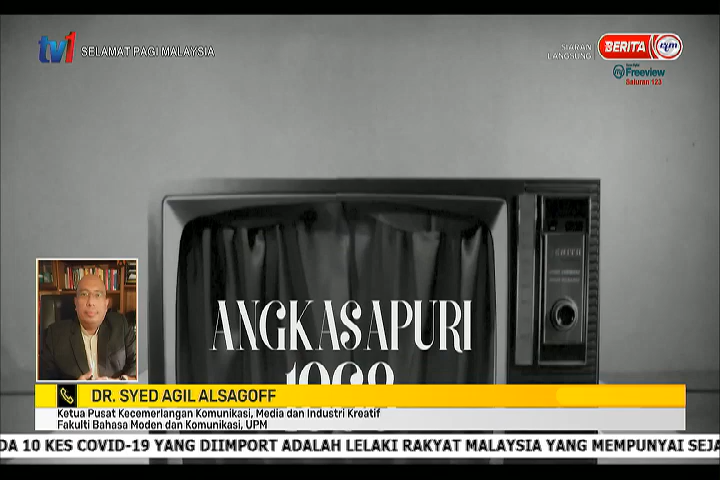 tv1 SELAMAT PAGI MALAYSIA
SIARAN
LANGSUNG
BERITA rtm
Freeview
Saluran 123
ANGKASAPURI
1968
DR. SYED AGIL ALSAGOFF
Ketua Pusat Kecemerlangan Komunikasi, Media dan Industri Kreatif
Fakulti Bahasa Moden dan Komunikasi, UPM
DA 10 KES COVID-19 YANG DIIMPORT ADALAH LELAKI RAKYAT MALAYSIA YANG MEMPUNYAI SEJA